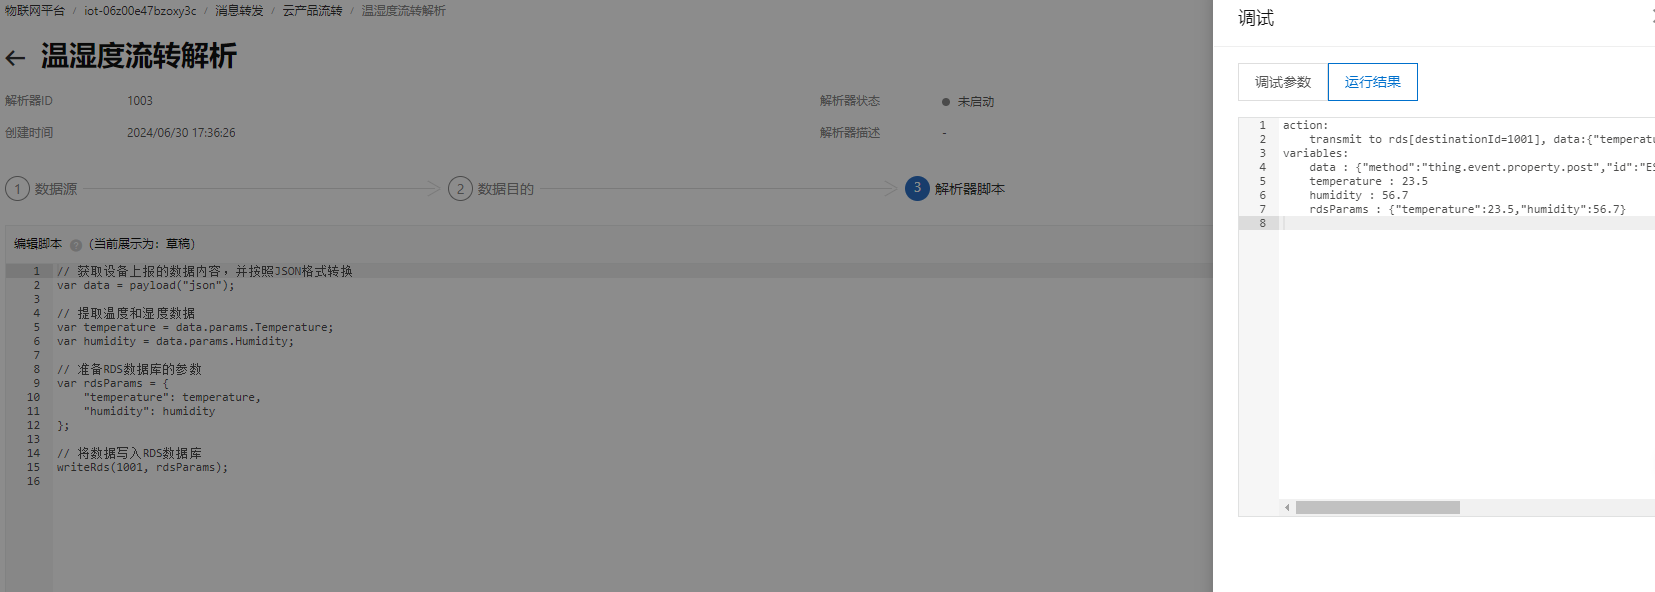 物联网平台 / iot-06z00e47bzoxy3c / 消息转发 / 云产品流转 / 温湿度流转解析
← 温湿度流转解析
解析器ID 1003 解析器状态 未启动
创建时间 2024/06/30 17:36:26 解析器描述 -
1 数据源 2 数据目的 3 解析器脚本
编辑脚本 ? (当前展示为: 草稿)
1 // 获取设备上报的数据内容，并按照JSON格式转换
2 var data = payload("json");
3
4 // 提取温度和湿度数据
5 var temperature = data.params.Temperature;
6 var humidity = data.params.Humidity;
7
8 // 准备RDS数据库的参数
9 var rdsParams = {
10 "temperature": temperature,
11 "humidity": humidity
12 };
13
14 // 将数据写入RDS数据库
15 writeRds(1001, rdsParams);
16
调试
调试参数 运行结果
1 action:
2 transmit to rds[destinationId=1001], data:{"temperatu
3 variables:
4 data : {"method":"thing.event.property.post","id":"ES
5 temperature : 23.5
6 humidity : 56.7
7 rdsParams : {"temperature":23.5,"humidity":56.7}
8